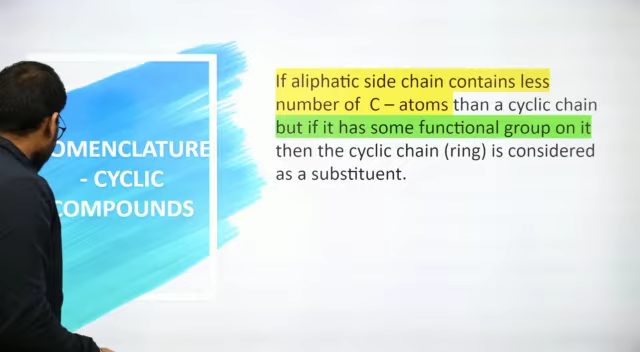 OMENCLATURE
- CYCLIC
COMPOUNDS
If aliphatic side chain contains less
number of C – atoms than a cyclic chain
but if it has some functional group on it
then the cyclic chain (ring) is considered
as a substituent.